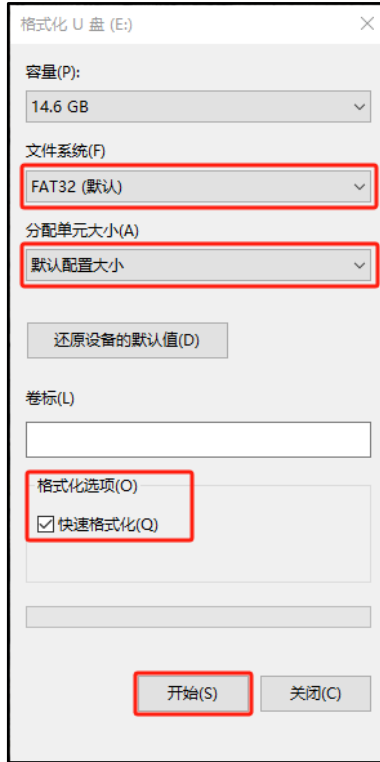 格式化 U 盘 (E:)
容量(P):
14.6 GB
文件系统(F)
FAT32 (默认)
分配单元大小(A)
默认配置大小
还原设备的默认值(D)
卷标(L)
格式化选项(O)
快速格式化(Q)
开始(S) 关闭(C)